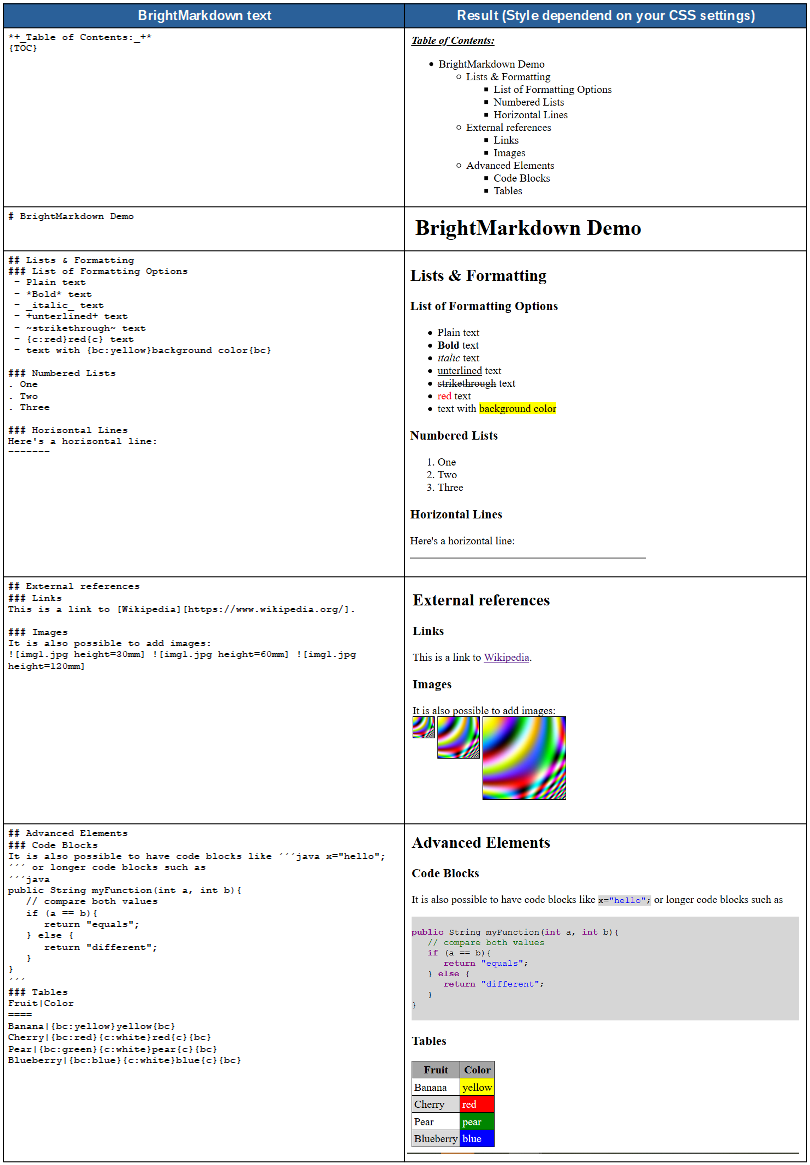 BrightMarkdown text
Result (Style dependend on your CSS settings)
*+_Table of Contents:_+*
{TOC}
Table of Contents:
BrightMarkdown Demo
Lists & Formatting
List of Formatting Options
Numbered Lists
Horizontal Lines
External references
Links
Images
Advanced Elements
Code Blocks
Tables
# BrightMarkdown Demo
BrightMarkdown Demo
## Lists & Formatting
### List of Formatting Options
- Plain text
- *Bold* text
- _italic_ text
- +unterlined+ text
- ~strikethrough~ text
- {c:red}red{c} text
- text with {bc:yellow}background color{bc}
### Numbered Lists
. One
. Two
. Three
### Horizontal Lines
Here's a horizontal line:
-------
Lists & Formatting
List of Formatting Options
Plain text
Bold text
italic text
unterlined text
strikethrough text
red text
text with background color
Numbered Lists
1. One
2. Two
3. Three
Horizontal Lines
Here's a horizontal line:
## External references
### Links
This is a link to [Wikipedia][https://www.wikipedia.org/].
### Images
It is also possible to add images:
![img1.jpg height=30mm] ![img1.jpg height=60mm] ![img1.jpg
height=120mm]
External references
Links
This is a link to Wikipedia.
Images
It is also possible to add images:
## Advanced Elements
### Code Blocks
It is also possible to have code blocks like ´´´java x="hello";
´´´ or longer code blocks such as
´´´java
public String myFunction(int a, int b){
// compare both values
if (a == b){
return "equals";
} else {
return "different";
}
}
´´´
### Tables
Fruit|Color
====
Banana|{bc:yellow}yellow{bc}
Cherry|{bc:red}{c:white}red{c}{bc}
Pear|{bc:green}{c:white}pear{c}{bc}
Blueberry|{bc:blue}{c:white}blue{c}{bc}
Advanced Elements
Code Blocks
It is also possible to have code blocks like x="hello"; or longer code blocks such as
public String myFunction(int a, int b){
// compare both values
if (a == b){
return "equals";
} else {
return "different";
}
}
Tables
Fruit Color
Banana yellow
Cherry red
Pear pear
Blueberry blue